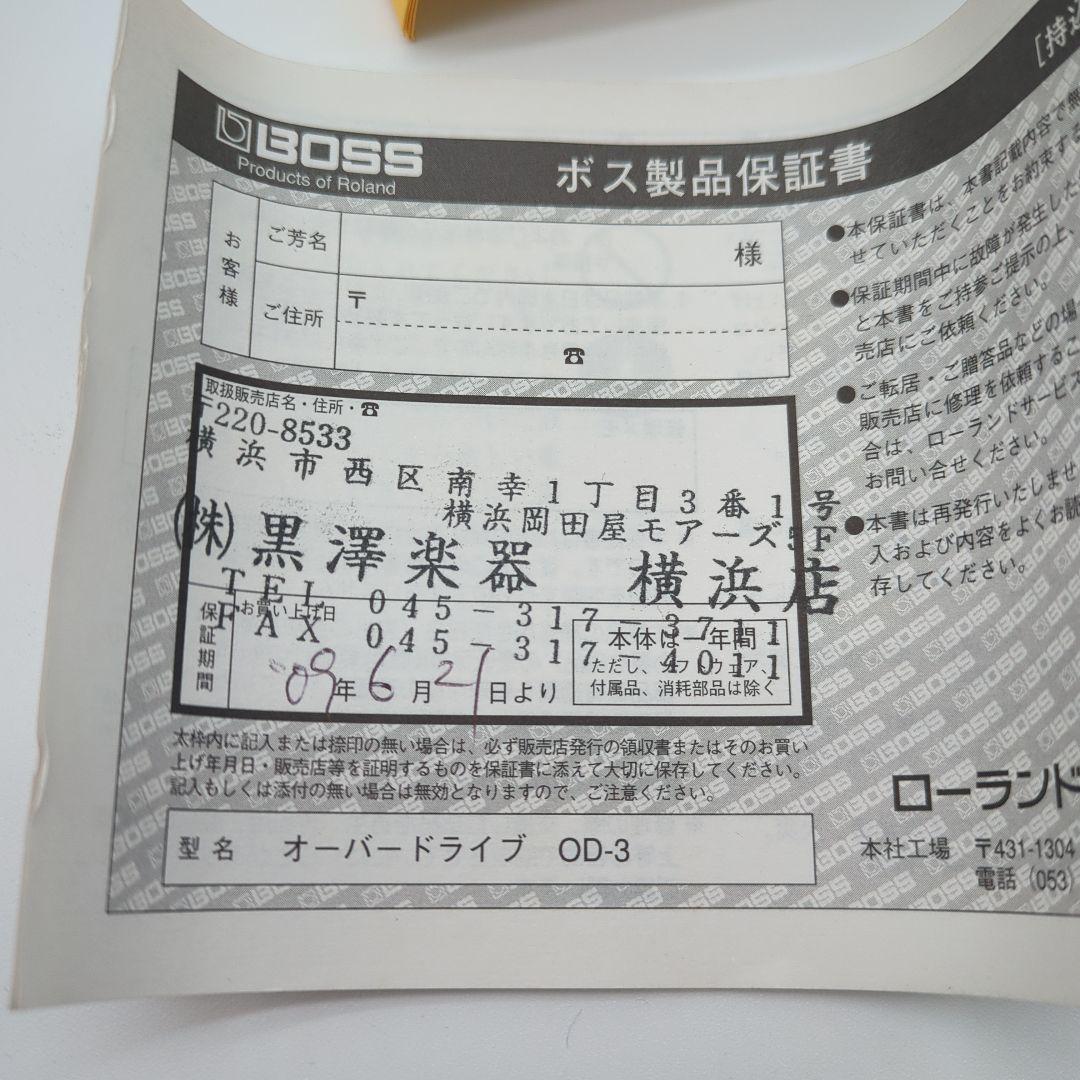 BOSS
Products of Roland
ボス製品保証書
[持込
お客様
ご芳名
様
ご住所
〒
☎
取扱販売店名・住所・☎
〒220-8533
横浜市西区南幸1丁目3番1号
横浜岡田屋モアーズ5F
(株)黒澤楽器 横浜店
TEL 045-317-3711
FAX 045-317-4011
保証期間
お買い上げ日
'09年6月27日より
本体は一年間
ただし、ソフトウェア、
付属品、消耗部品は除く
太枠内に記入または捺印の無い場合は、必ず販売店発行の領収書またはそのお買い
上げ年月日・販売店等を証明するものを保証書に添えて大切に保存してください。
記入もしくは添付の無い場合は無効となりますので、ご注意ください。
型名 オーバードライブ OD-3
本書記載内容で無
●本保証書は、
せていただくことをお約束する
●保証期間中に故障が発生した
と本書をご持参ご提示の上、
売店にご依頼ください。
●ご転居・ご贈答品などの場
販売店に修理を依頼するこ
合は、ローランドサービス
お問い合せください。
●本書は再発行いたしませ
入および内容をよくお読
存してください。
ローランド
本社工場 〒431-1304
電話 (053)